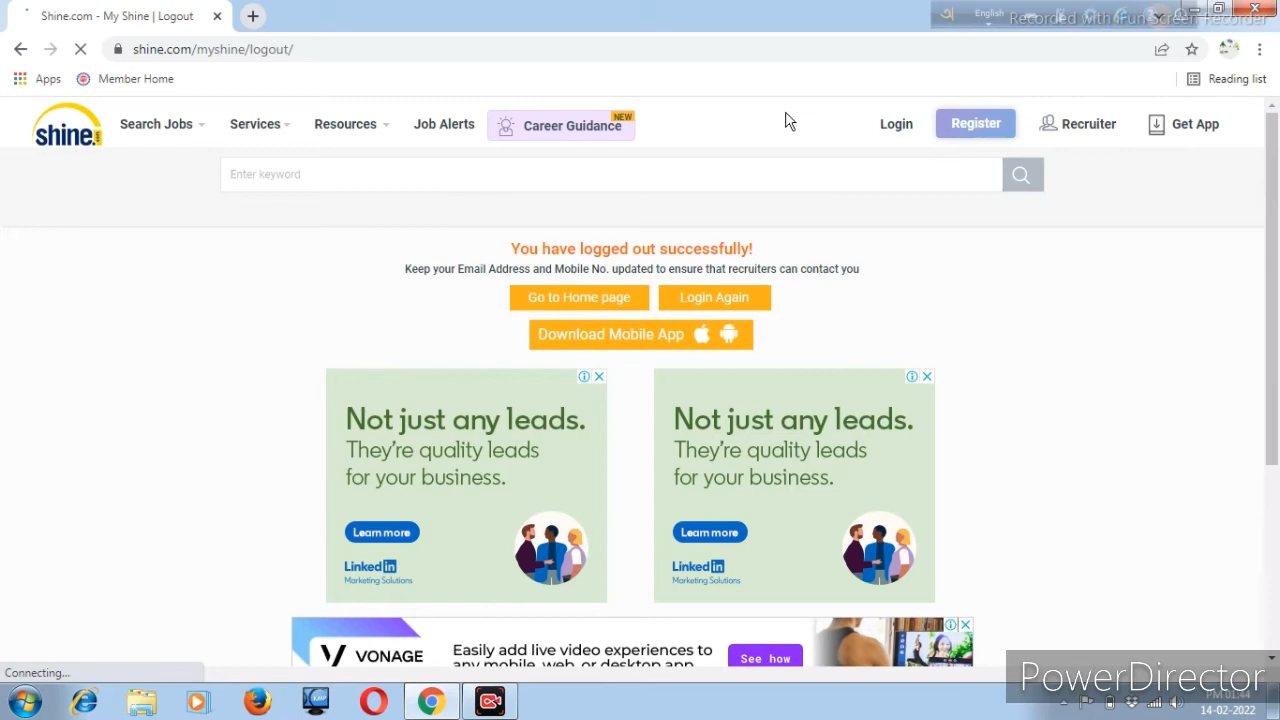 Shine.com - My Shine | Logout
English
Recorded with iFun Screen Recorder
shine.com/myshine/logout/
Apps
Member Home
Reading list
shine.com
Search Jobs
Services
Resources
Job Alerts
Career Guidance
NEW
Login
Register
Recruiter
Get App
Enter keyword
You have logged out successfully!
Keep your Email Address and Mobile No. updated to ensure that recruiters can contact you
Go to Home page
Login Again
Download Mobile App
Not just any leads.
They're quality leads
for your business.
Learn more
Linked in
Marketing Solutions
Not just any leads.
They're quality leads
for your business.
Learn more
Linked in
Marketing Solutions
VONAGE
Easily add live video experiences to
any mobile, web, or desktop app
See how
Connecting...
PowerDirector
PM 01:44
14-02-2022